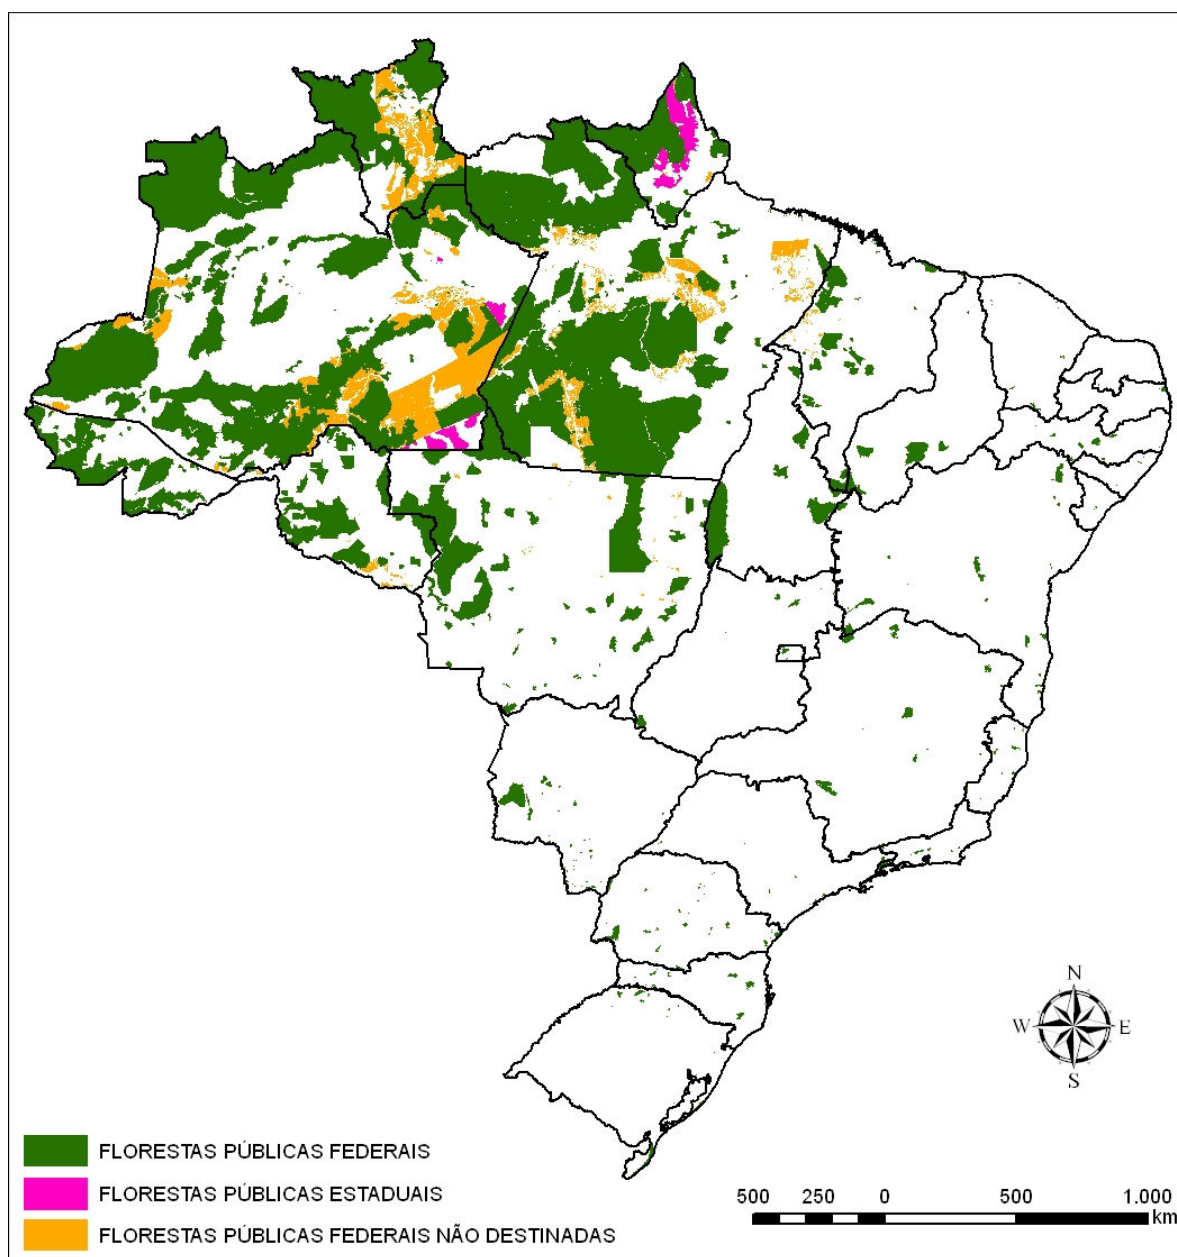 N
W E
S
FLORESTAS PÚBLICAS FEDERAIS
FLORESTAS PÚBLICAS ESTADUAIS
FLORESTAS PÚBLICAS FEDERAIS NÃO DESTINADAS
500 250 0 500 1.000
km